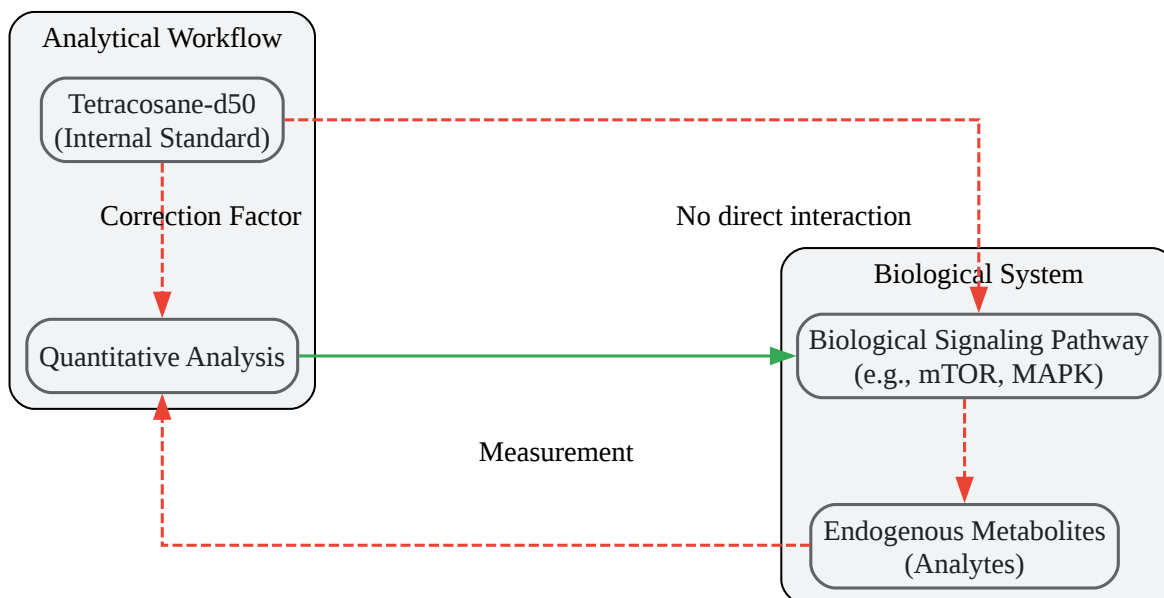 Analytical Workflow
Tetracosane-d50
(Internal Standard)
Correction Factor
No direct interaction
Biological System
Quantitative Analysis
Biological Signaling Pathway
(e.g., mTOR, MAPK)
Measurement
Endogenous Metabolites
(Analytes)